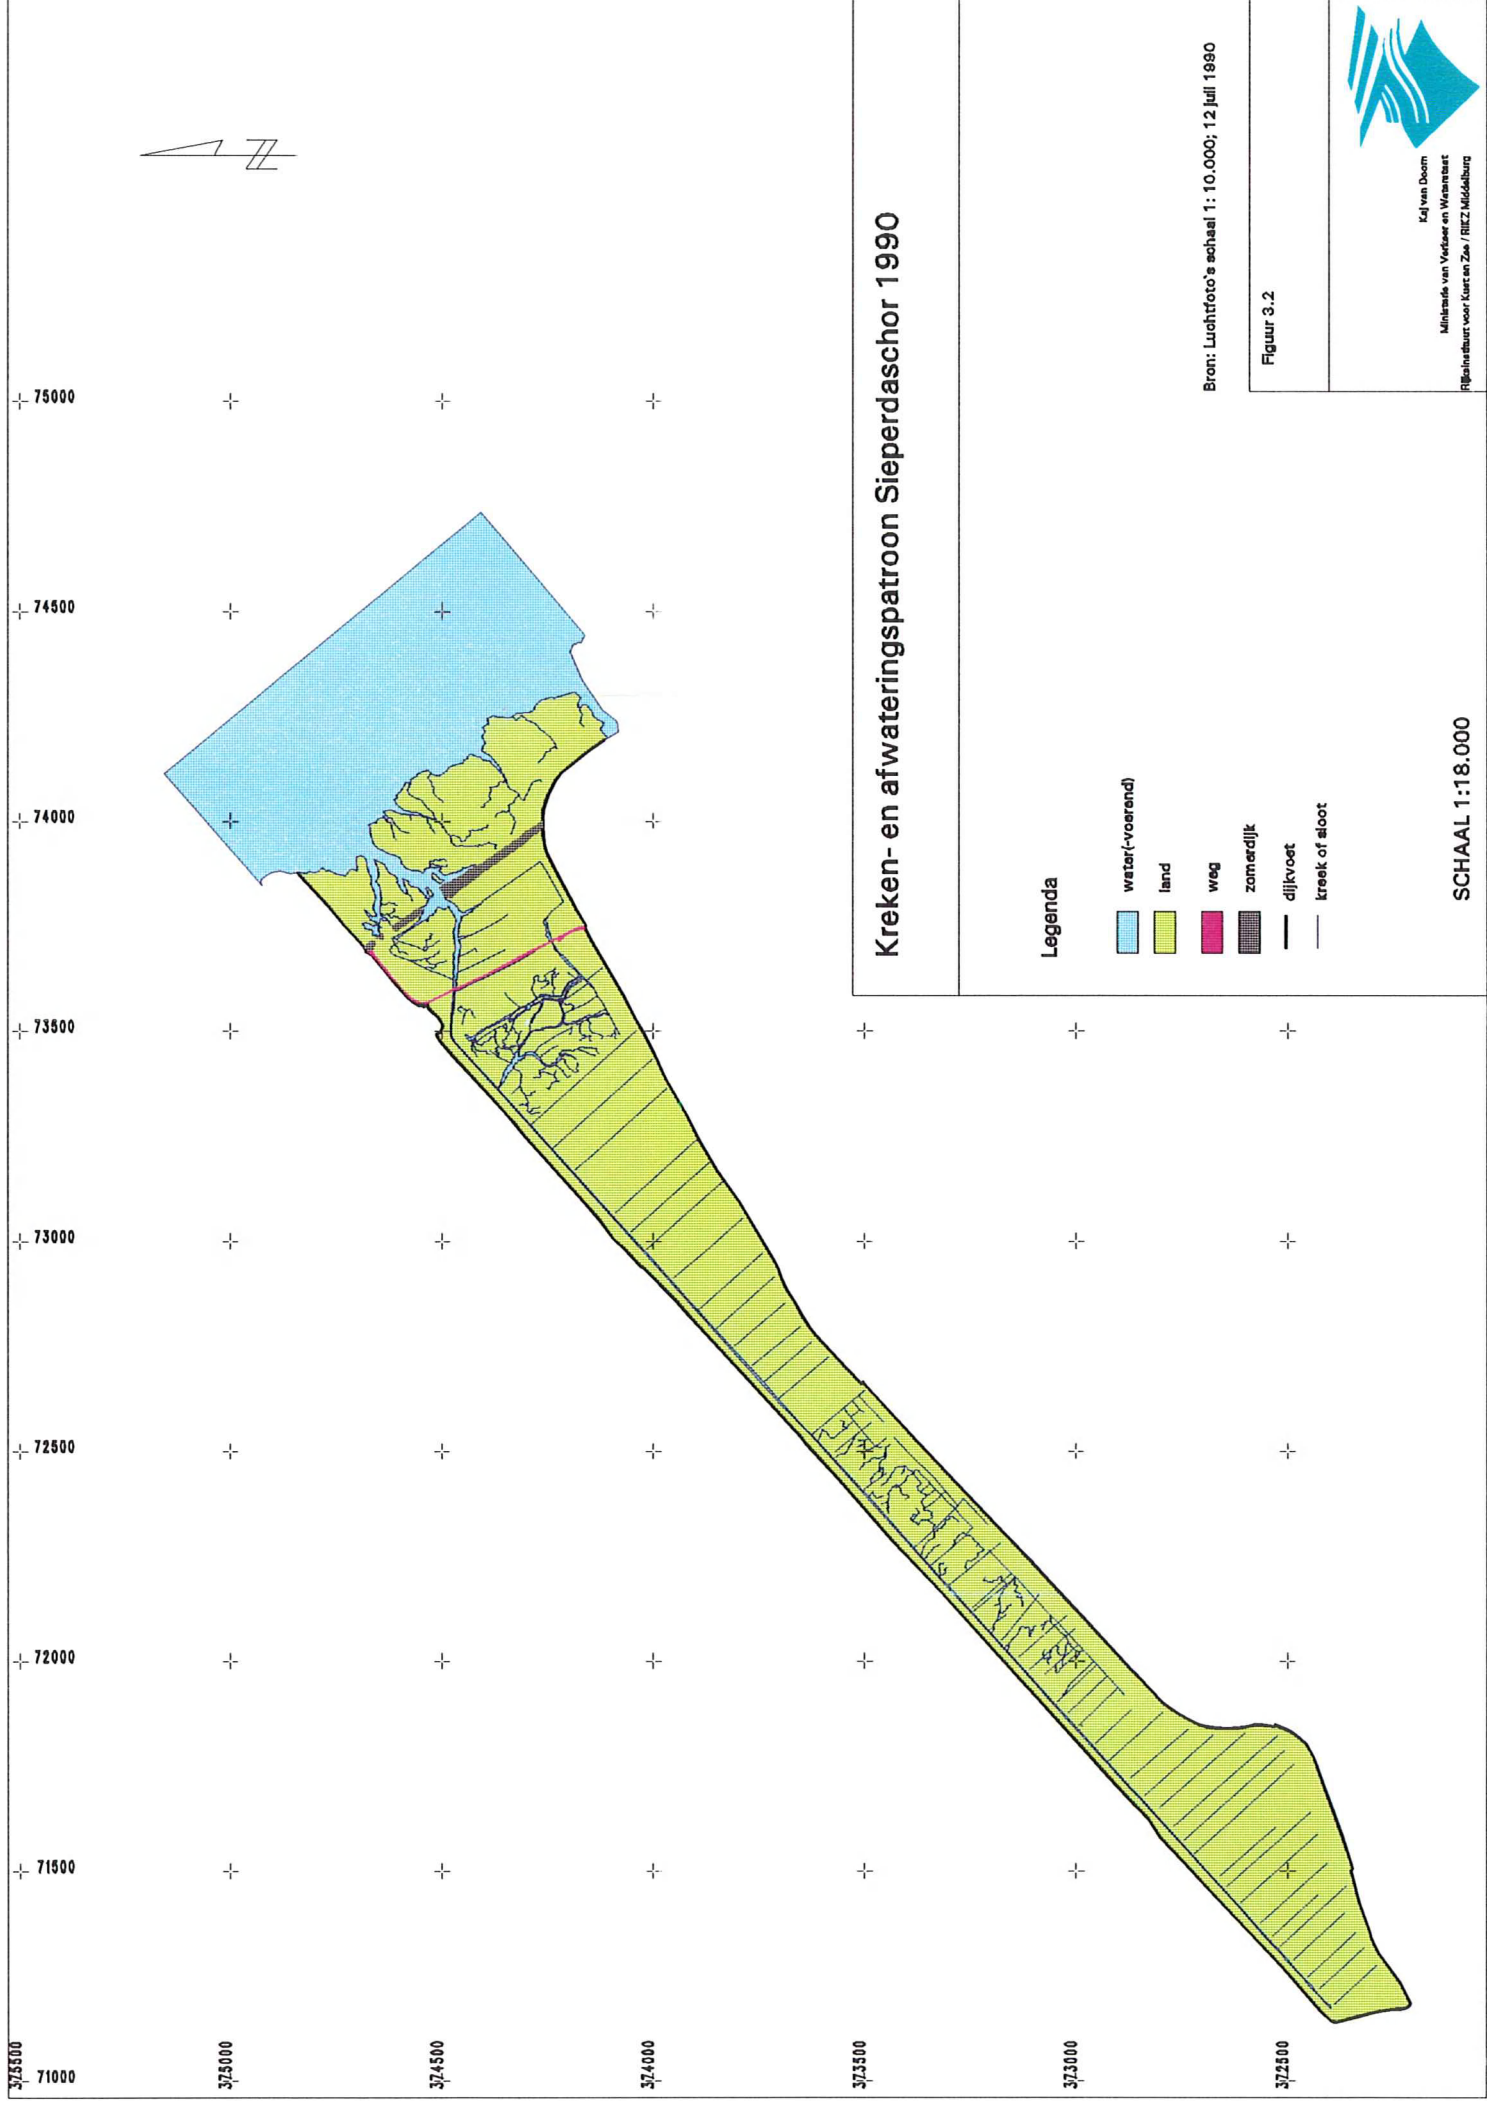 375500
375000
374500
374000
373500
373000
372500
71000
71500
72000
72500
73000
73500
74000
74500
75000
N
Kreken- en afwateringspatroon Sieperdaschor 1990
Legenda
water(-voerend)
land
weg
zomerdijk
dijkvoet
kreek of sloot
SCHAAL 1:18.000
Bron: Luchtfoto's schaal 1: 10.000; 12 juli 1990
Figuur 3.2
Kaj van Doorn
Ministerie van Verkeer en Waterstaat
Rijksinstituut voor Kust en Zee / RIKZ Middelburg